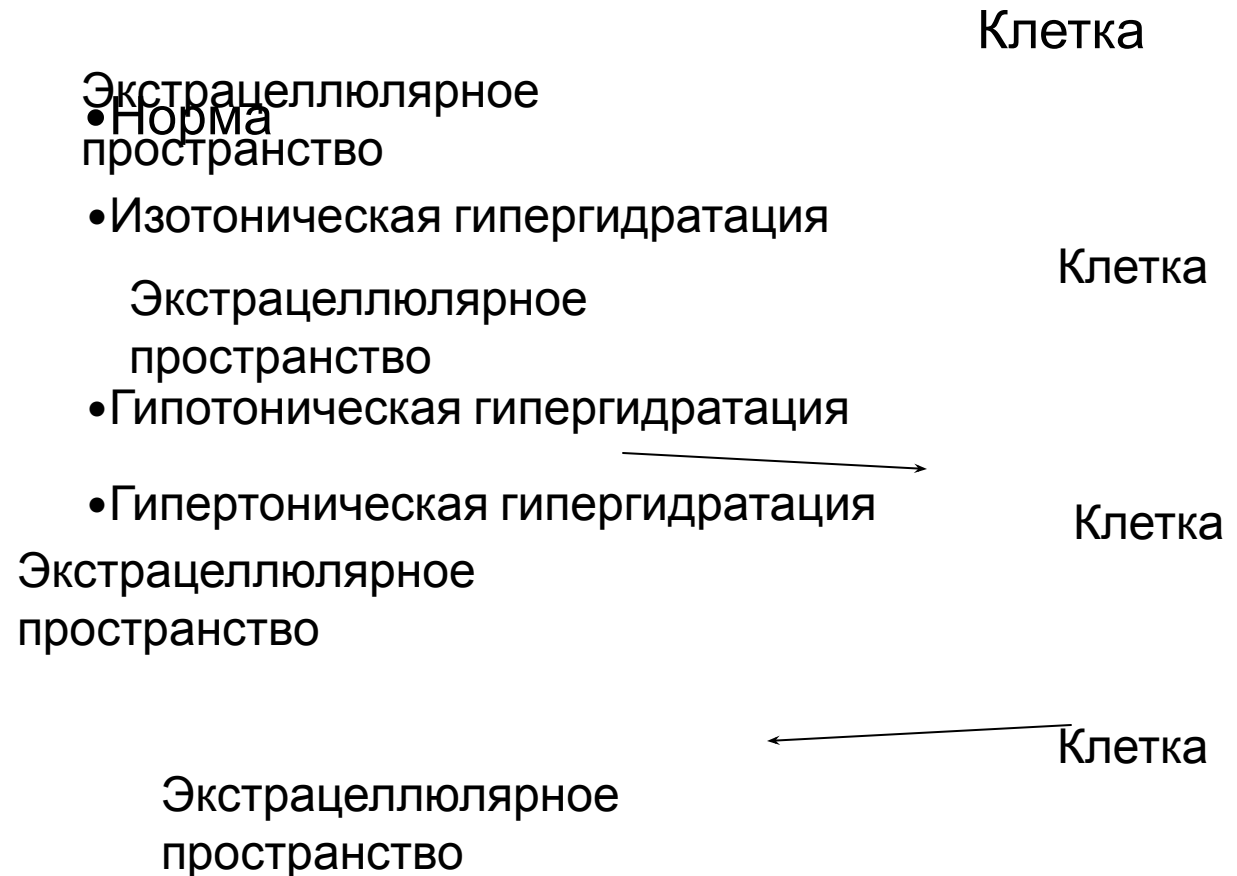 Клетка
Экстрацеллюлярное
•Норма
пространство
•Изотоническая гипергидратация
Клетка
Экстрацеллюлярное
пространство
•Гипотоническая гипергидратация
•Гипертоническая гипергидратация
Клетка
Экстрацеллюлярное
пространство
Клетка
Экстрацеллюлярное
пространство